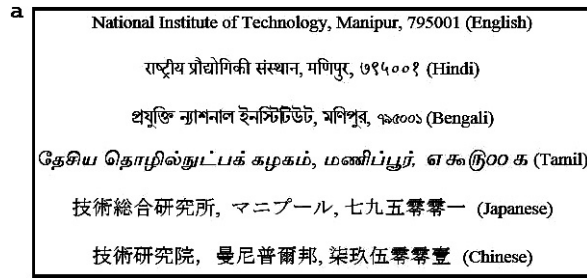 a
National Institute of Technology, Manipur, 795001 (English)
राष्ट्रीय प्रौद्योगिकी संस्थान, मणिपुर, ७९५००१ (Hindi)
প্রযুক্তি ন্যাশনাল ইনস্টিটিউট, মণিপুর, ৭৯৫০০১ (Bengali)
தேசிய தொழில்நுட்பக் கழகம், மணிப்பூர், எ௯௫00 ௧ (Tamil)
技術総合研究所, マニプール, 七九五零零一 (Japanese)
技術研究院, 曼尼普爾邦, 柒玖伍零零壹 (Chinese)